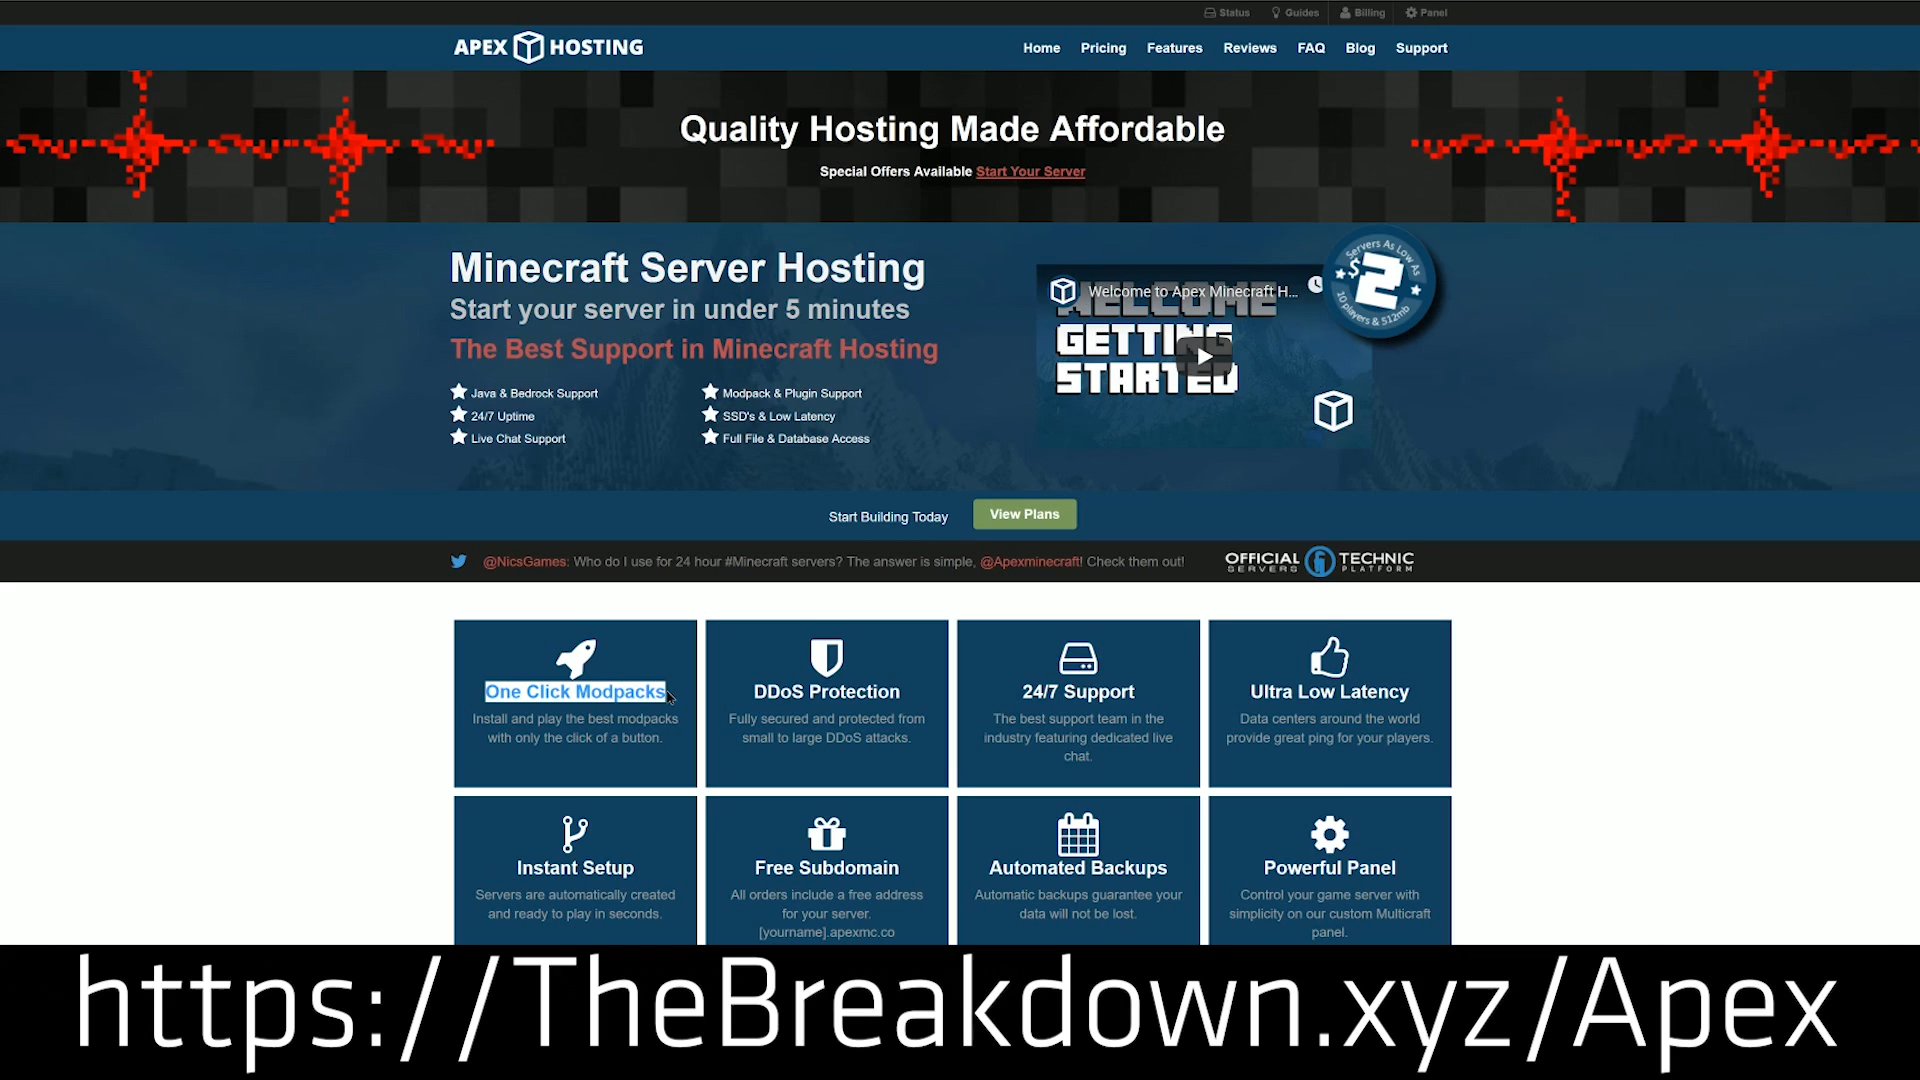 Status Guides Billing Panel
APEX HOSTING
Home Pricing Features Reviews FAQ Blog Support
Quality Hosting Made Affordable
Special Offers Available Start Your Server
Minecraft Server Hosting
Start your server in under 5 minutes
The Best Support in Minecraft Hosting
Java & Bedrock Support
Modpack & Plugin Support
24/7 Uptime
SSD's & Low Latency
Live Chat Support
Full File & Database Access
Welcome to Apex Minecraft H...
WELCOME
GETTING
STARTED
Servers As Low As
$2
10 players & 512mb
Start Building Today
View Plans
@NicsGames: Who do I use for 24 hour #Minecraft servers? The answer is simple, @Apexminecraft! Check them out!
OFFICIAL TECHNIC
SERVERS PLATFORM
One Click Modpacks
Install and play the best modpacks
with only the click of a button.
DDoS Protection
Fully secured and protected from
small to large DDoS attacks.
24/7 Support
The best support team in the
industry featuring dedicated live
chat.
Ultra Low Latency
Data centers around the world
provide great ping for your players.
Instant Setup
Servers are automatically created
and ready to play in seconds.
Free Subdomain
All orders include a free address
for your server.
[yourname].apexmc.co
Automated Backups
Automatic backups guarantee your
data will not be lost.
Powerful Panel
Control your game server with
simplicity on our custom Multicraft
panel.
https://TheBreakdown.xyz/Apex